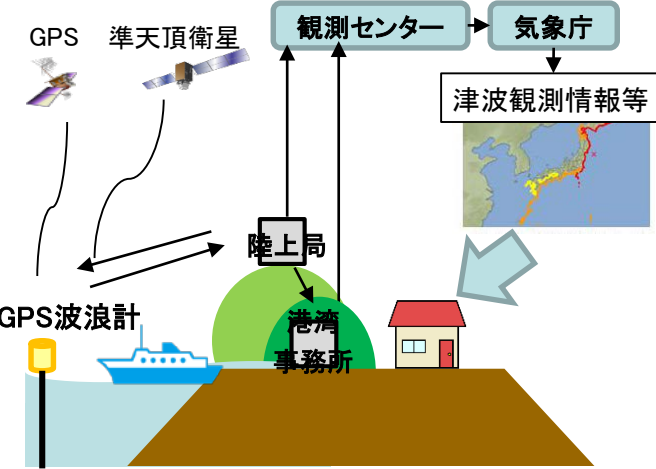 観測センター
気象庁
GPS
準天頂衛星
津波観測情報等
陸上局
GPS波浪計
港湾
事務所